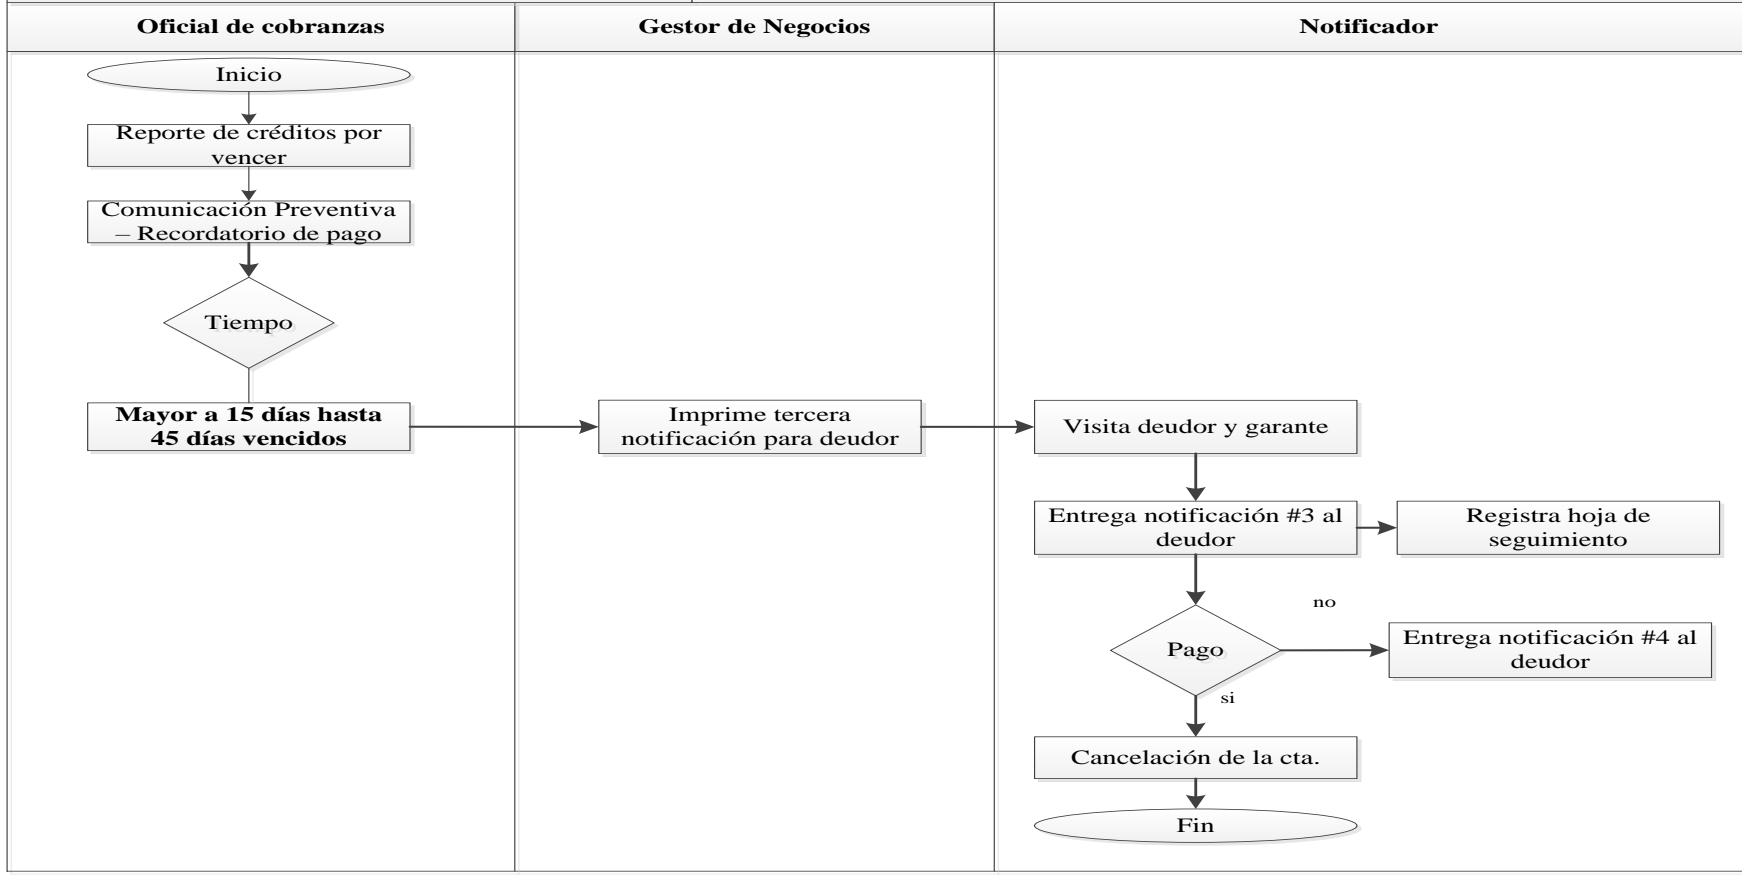 Oficial de cobranzas
Gestor de Negocios
Notificador
Inicio
Reporte de créditos por
vencer
Comunicación Preventiva
– Recordatorio de pago
Tiempo
Mayor a 15 días hasta
45 días vencidos
Imprime tercera
notificación para deudor
Visita deudor y garante
Entrega notificación #3 al
deudor
Registra hoja de
seguimiento
no
Pago
Entrega notificación #4 al
deudor
si
Cancelación de la cta.
Fin